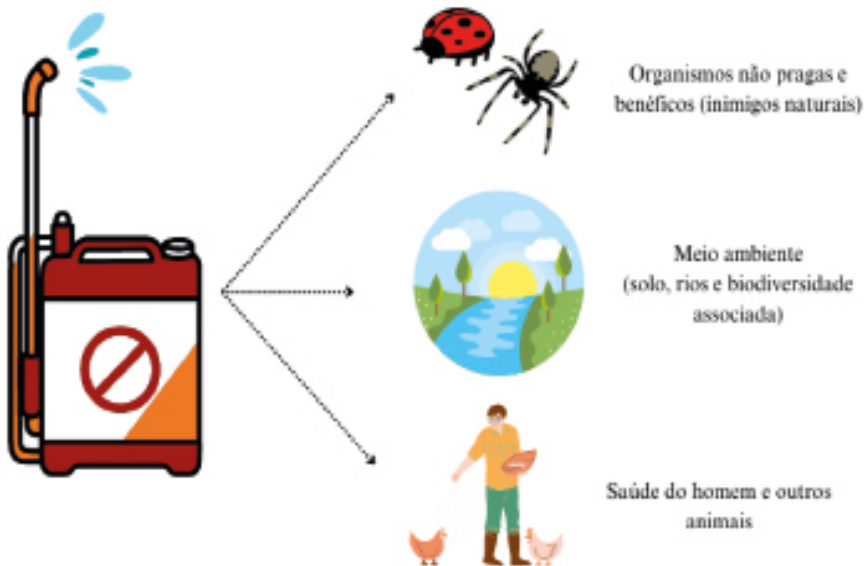 Organismos não pragas e
benéficos (inimigos naturais)
Meio ambiente
(solo, rios e biodiversidade
associada)
Saúde do homem e outros
animais